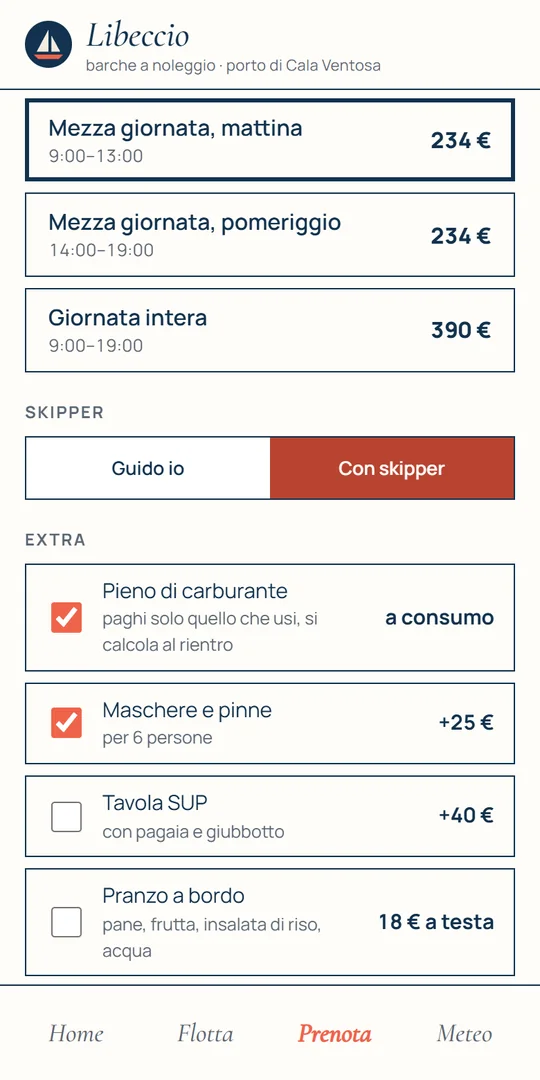 Libeccio
barche a noleggio · porto di Cala Ventosa
Mezza giornata, mattina
9:00–13:00
234 €
Mezza giornata, pomeriggio
14:00–19:00
234 €
Giornata intera
9:00–19:00
390 €
SKIPPER
Guido io
Con skipper
EXTRA
Pieno di carburante
paghi solo quello che usi, si
calcola al rientro
a consumo
Maschere e pinne
per 6 persone
+25 €
Tavola SUP
con pagaia e giubbotto
+40 €
Pranzo a bordo
pane, frutta, insalata di riso,
acqua
18 € a testa
Home
Flotta
Prenota
Meteo